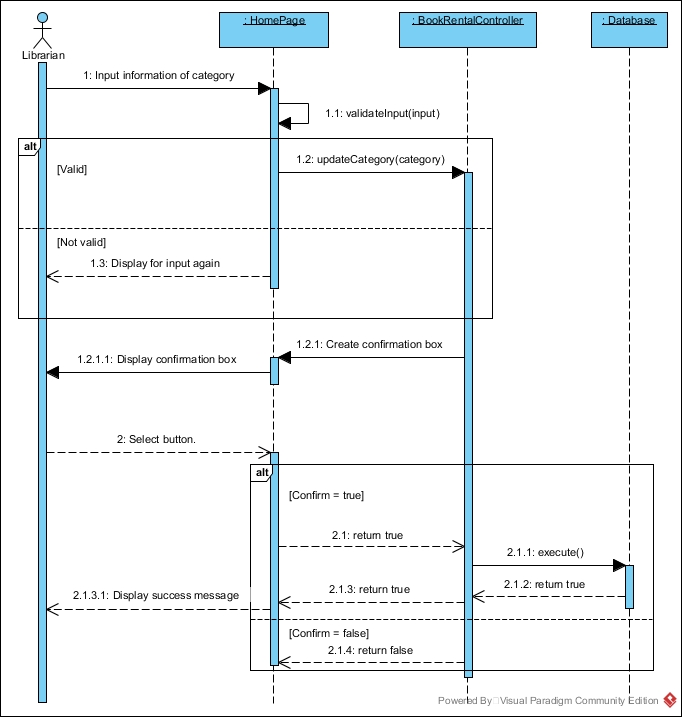 : HomePage
: BookRentalController
: Database
Librarian
1: Input information of category
1.1: validateInput(input)
alt
1.2: updateCategory(category)
[Valid]
[Not valid]
1.3: Display for input again
1.2.1: Create confirmation box
1.2.1.1: Display confirmation box
2: Select button.
alt
[Confirm = true]
2.1: return true
2.1.1: execute()
2.1.2: return true
2.1.3: return true
2.1.3.1: Display success message
[Confirm = false]
2.1.4: return false
Powered By Visual Paradigm Community Edition